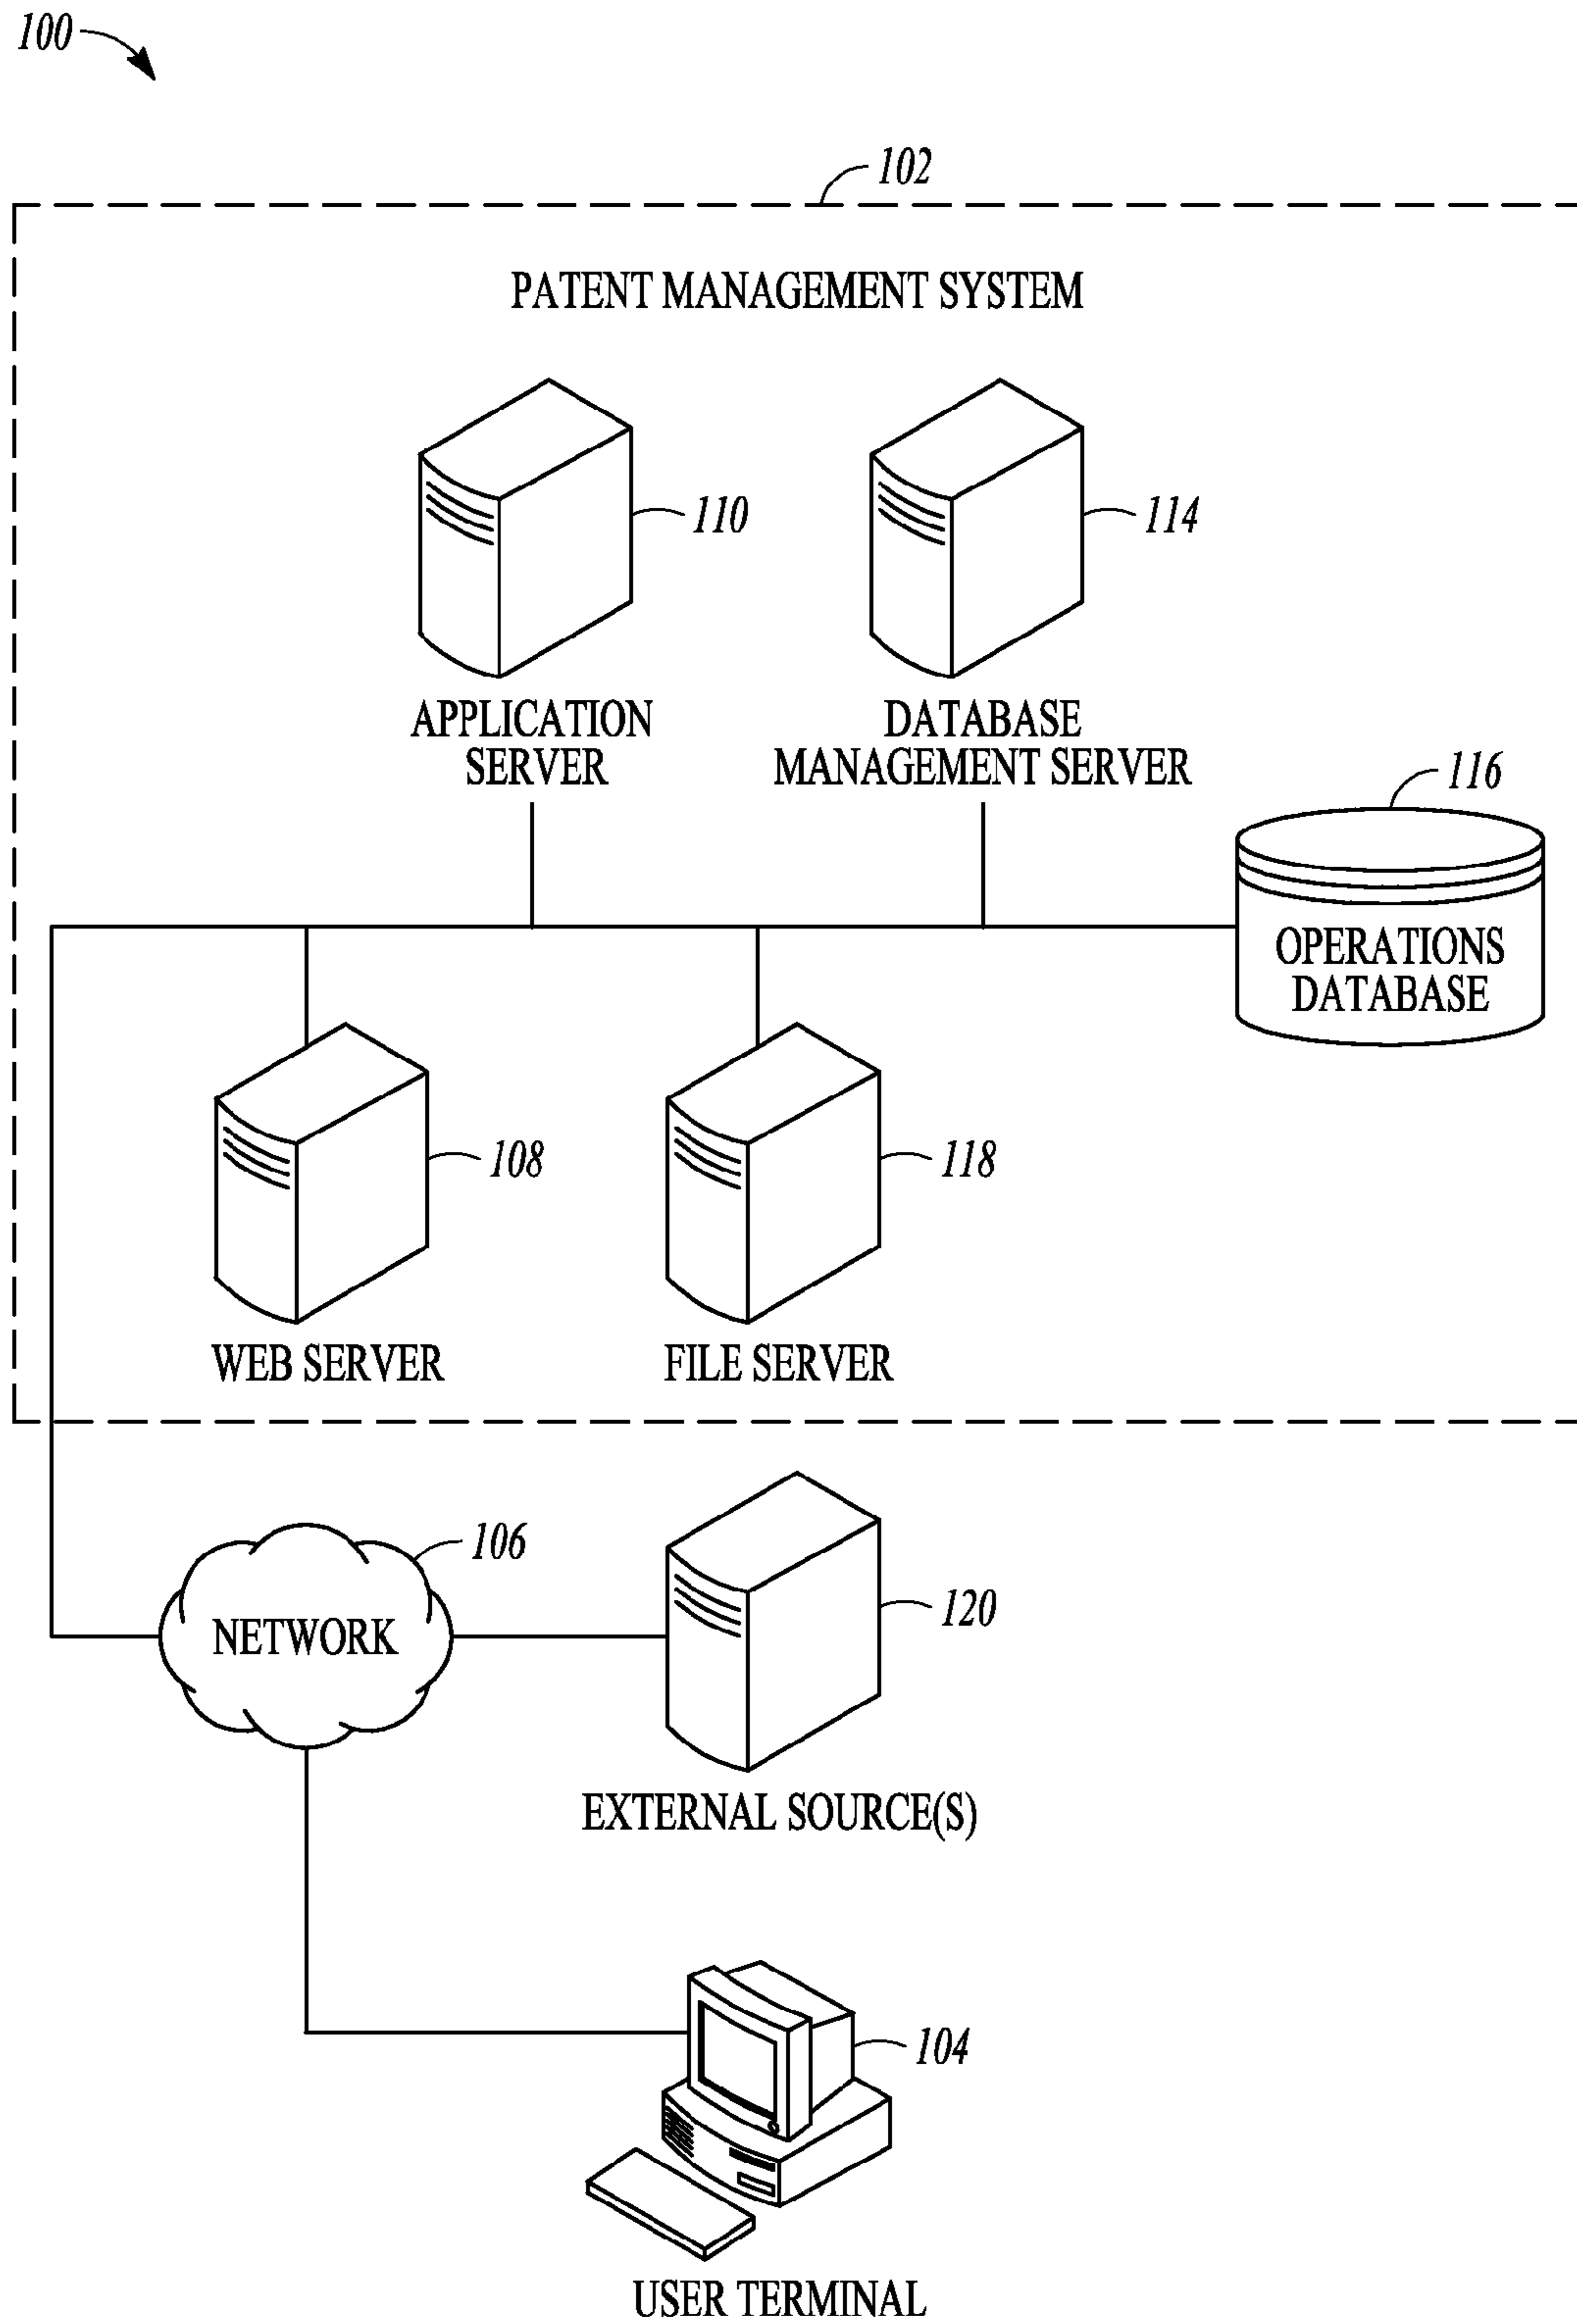 100
102
PATENT MANAGEMENT SYSTEM
110
114
APPLICATION
SERVER
DATABASE
MANAGEMENT SERVER
116
OPERATIONS
DATABASE
108
118
WEB SERVER
FILE SERVER
106
NETWORK
120
EXTERNAL SOURCE(S)
104
USER TERMINAL